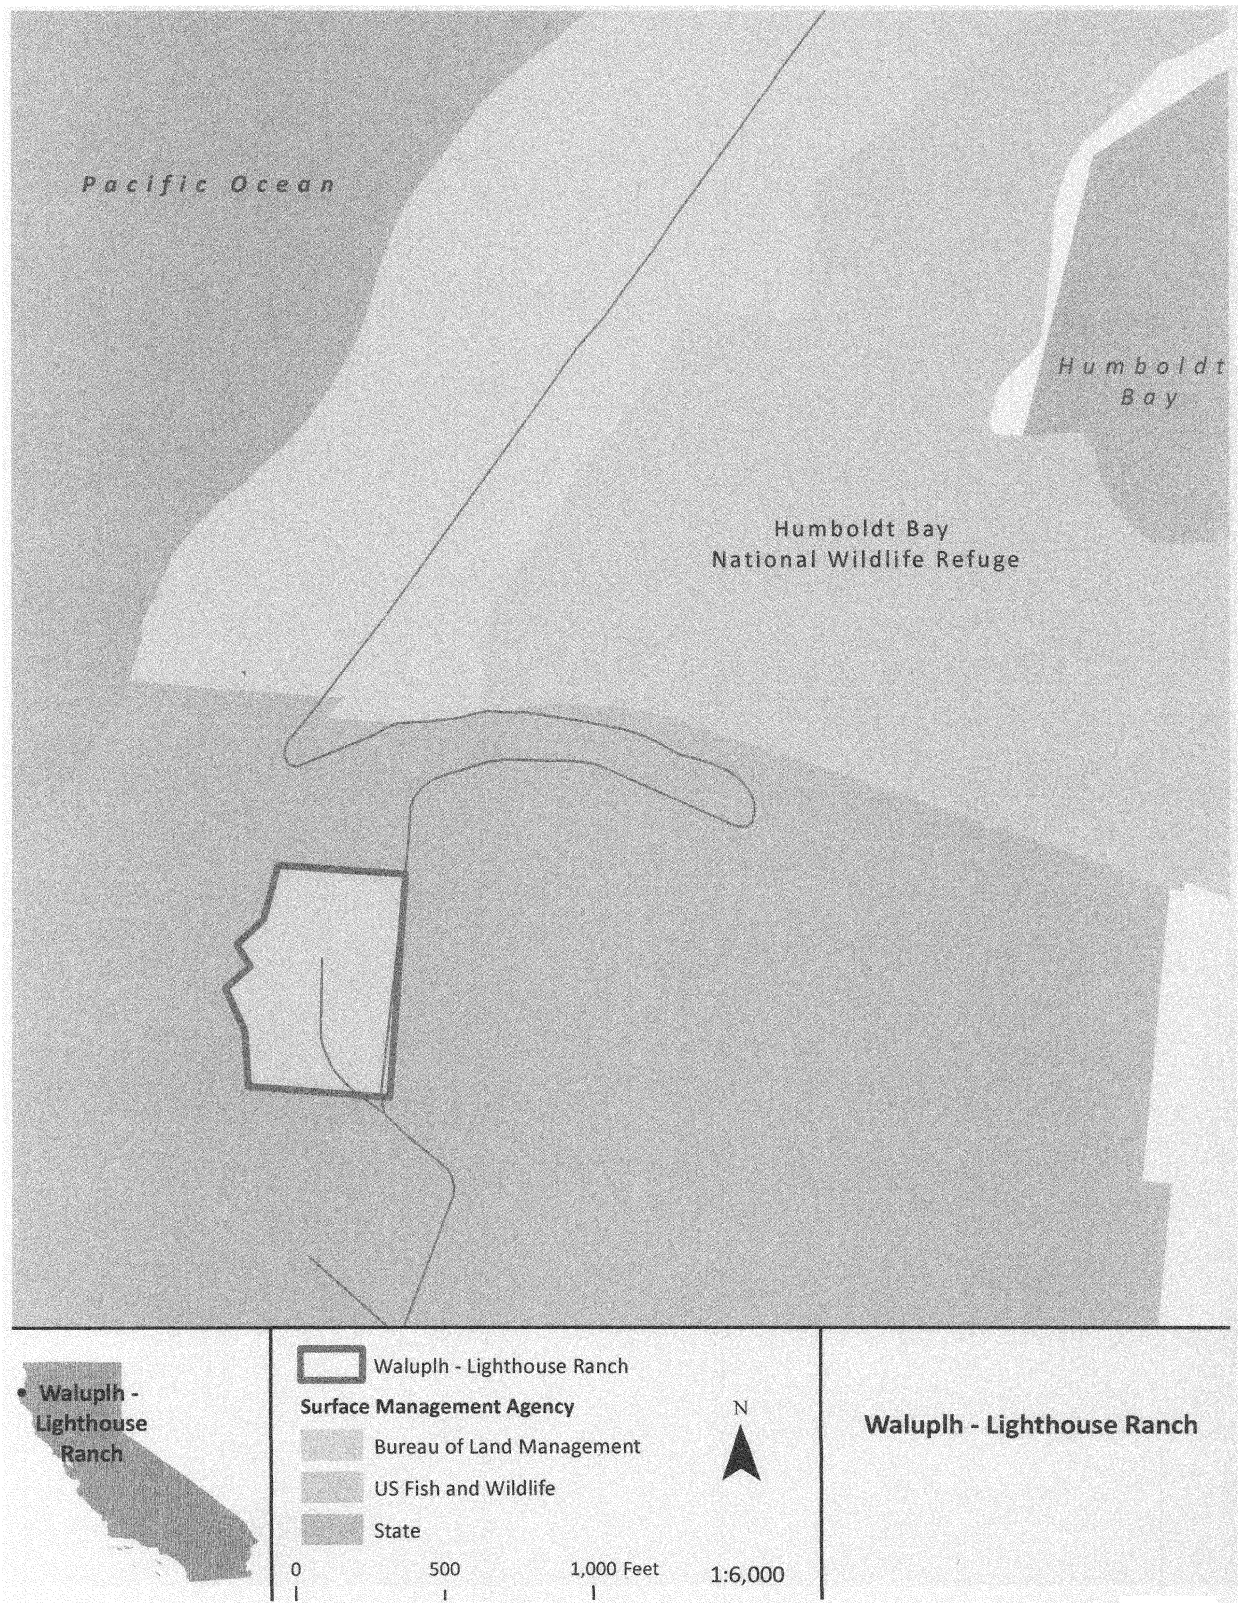 Pacific Ocean
Humboldt
Bay
Humboldt Bay
National Wildlife Refuge
Waluplh -
Lighthouse
Ranch
Waluplh - Lighthouse Ranch
Surface Management Agency
Bureau of Land Management
US Fish and Wildlife
State
0 500 1,000 Feet
N
1:6,000
Waluplh - Lighthouse Ranch